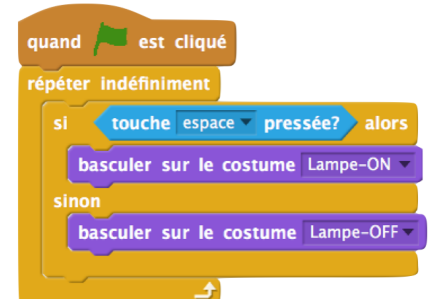 quand est cliqué
répéter indéfiniment
si touche espace pressée? alors
basculer sur le costume Lampe-ON
sinon
basculer sur le costume Lampe-OFF